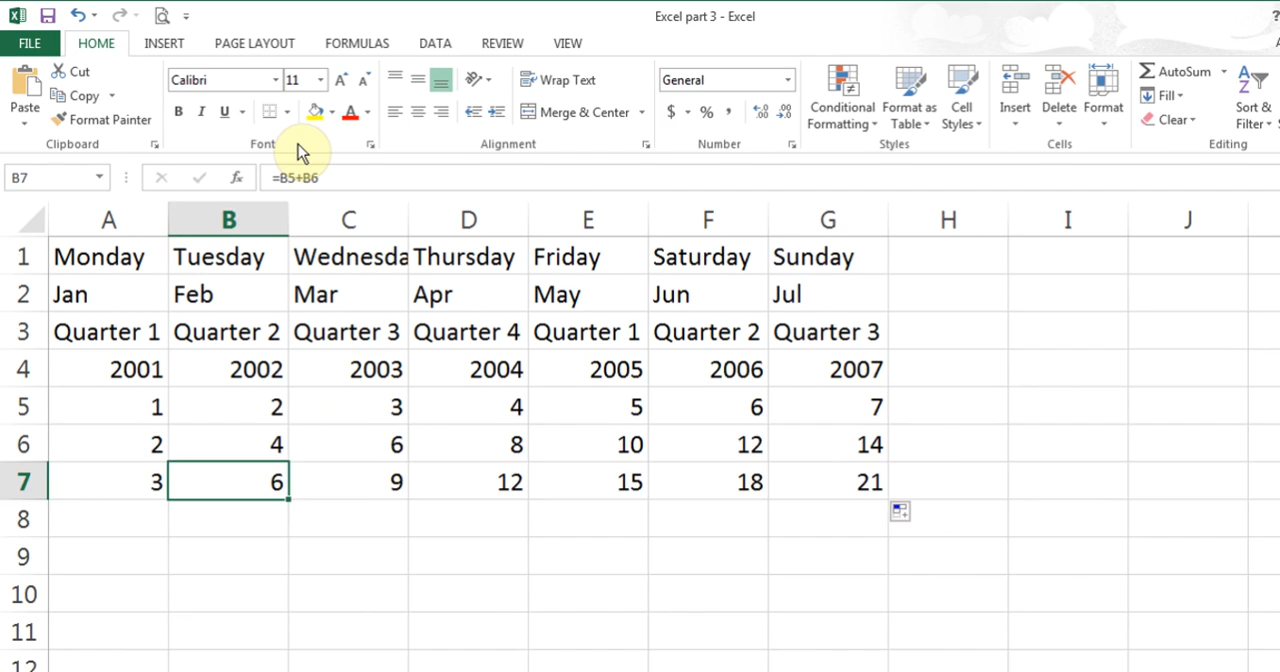 Excel part 3 - Excel
?
FILE HOME INSERT PAGE LAYOUT FORMULAS DATA REVIEW VIEW
Paste
Cut
Copy
Format Painter
Clipboard
Calibri 11
B I U
Font
Wrap Text
Merge & Center
Alignment
General
$ % ,
Number
Conditional Formatting
Format as Table
Cell Styles
Styles
Insert
Delete
Format
Cells
AutoSum
Fill
Clear
Sort & Filter
Editing
B7 fx =B5+B6
A B C D E F G H I J
1 Monday Tuesday Wednesda Thursday Friday Saturday Sunday
2 Jan Feb Mar Apr May Jun Jul
3 Quarter 1 Quarter 2 Quarter 3 Quarter 4 Quarter 1 Quarter 2 Quarter 3
4 2001 2002 2003 2004 2005 2006 2007
5 1 2 3 4 5 6 7
6 2 4 6 8 10 12 14
7 3 6 9 12 15 18 21
8
9
10
11
12